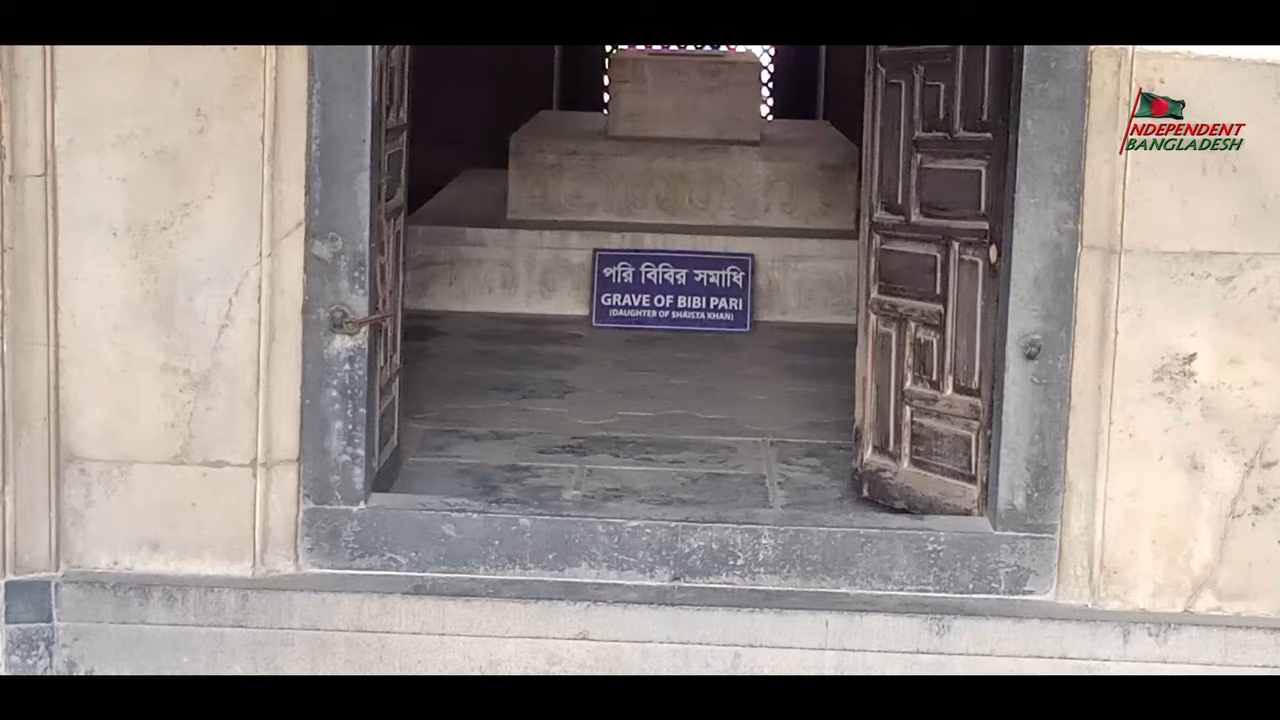 INDEPENDENT
BANGLADESH
পরি বিবির সমাধি
GRAVE OF BIBI PARI
(DAUGHTER OF SHAISTA KHAN)